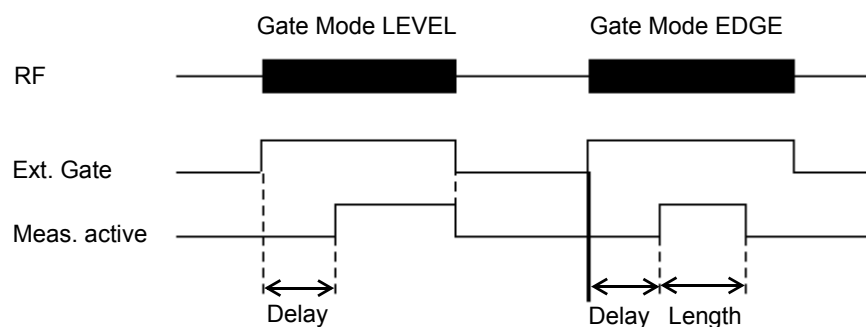 Gate Mode LEVEL
Gate Mode EDGE
RF
Ext. Gate
Meas. active
Delay
Delay
Length